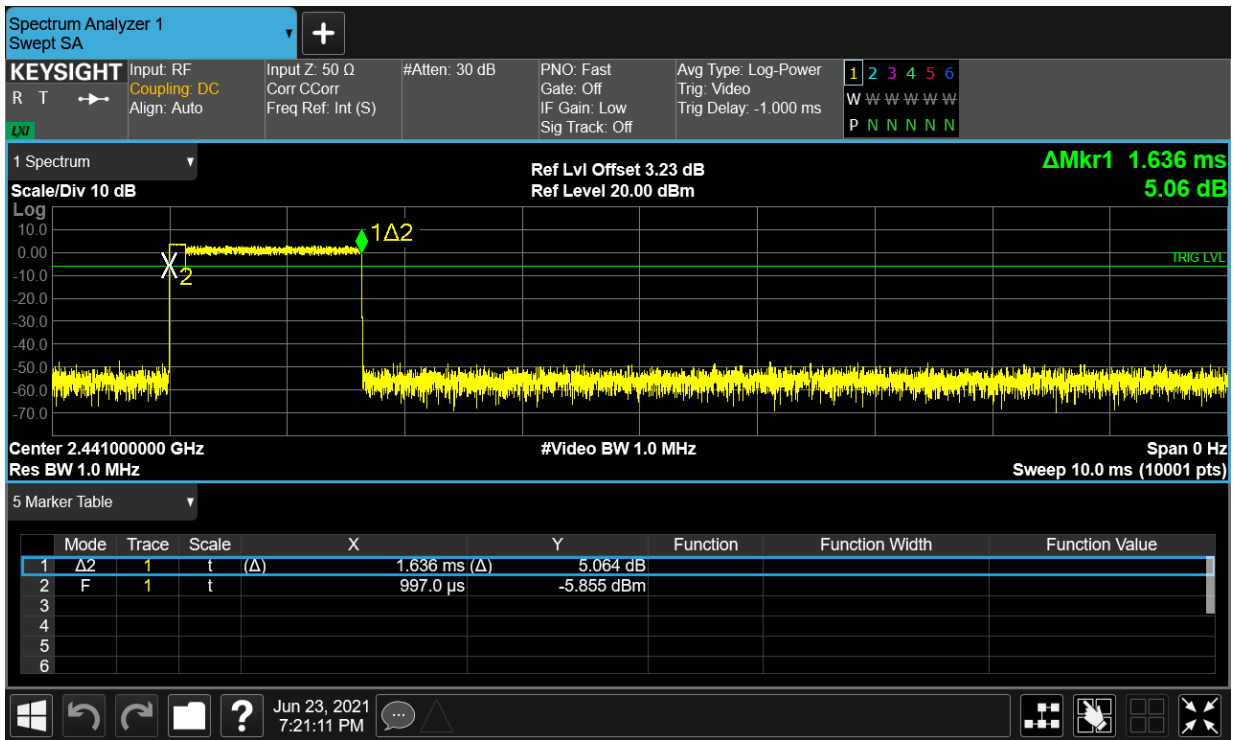 Spectrum Analyzer 1
Swept SA
KEYSIGHT Input: RF Input Z: 50 Ω #Atten: 30 dB PNO: Fast Avg Type: Log-Power 1 2 3 4 5 6
R T Coupling: DC Corr CCorr Gate: Off Trig: Video W W W W W W
Align: Auto Freq Ref: Int (S) IF Gain: Low Trig Delay: -1.000 ms
LXI Sig Track: Off P N N N N N
1 Spectrum Ref Lvl Offset 3.23 dB ΔMkr1 1.636 ms
Scale/Div 10 dB Ref Level 20.00 dBm 5.06 dB
Log
10.0 1Δ2
0.00 TRIG LVL
-10.0 2
-20.0
-30.0
-40.0
-50.0
-60.0
-70.0
Center 2.441000000 GHz #Video BW 1.0 MHz Span 0 Hz
Res BW 1.0 MHz Sweep 10.0 ms (10001 pts)
5 Marker Table
Mode Trace Scale X Y Function Function Width Function Value
1 Δ2 1 t (Δ) 1.636 ms (Δ) 5.064 dB
2 F 1 t 997.0 µs -5.855 dBm
3
4
5
6
? Jun 23, 2021
7:21:11 PM